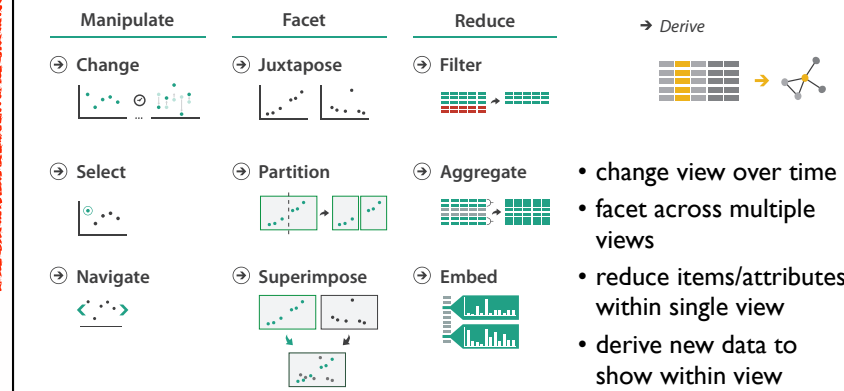 Manipulate
Facet
Reduce
Derive
Change
Juxtapose
Filter
...
Select
Partition
Aggregate
Navigate
Superimpose
Embed
• change view over time
• facet across multiple
views
• reduce items/attributes
within single view
• derive new data to
show within view